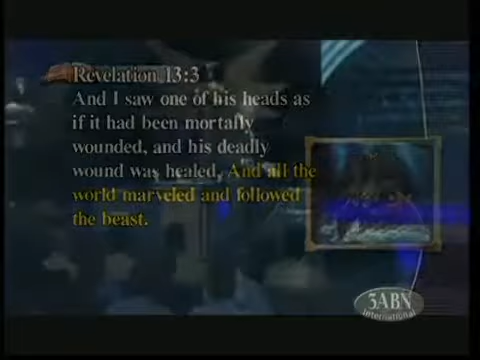 Revelation 13:3
And I saw one of his heads as
if it had been mortally
wounded, and his deadly
wound was healed, And all the
world marveled and followed
the beast.
3ABN
International